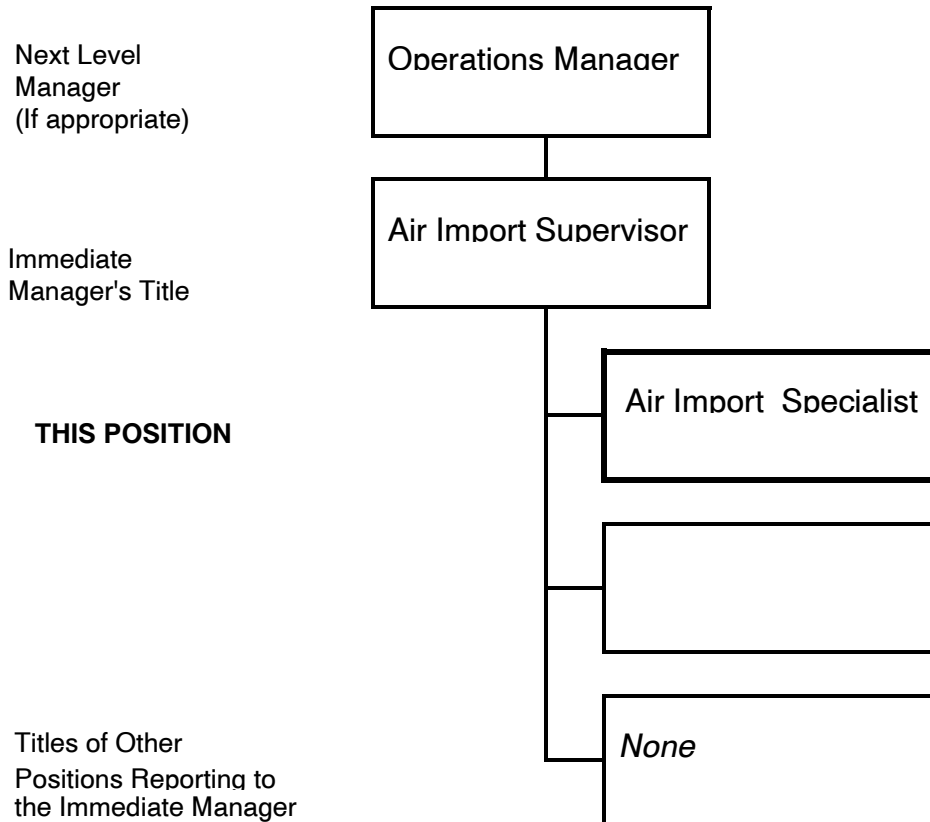 Next Level
Manager
(If appropriate)
Operations Manager
Immediate
Manager's Title
Air Import Supervisor
THIS POSITION
Air Import  Specialist
Titles of Other
Positions Reporting to
the Immediate Manager
None